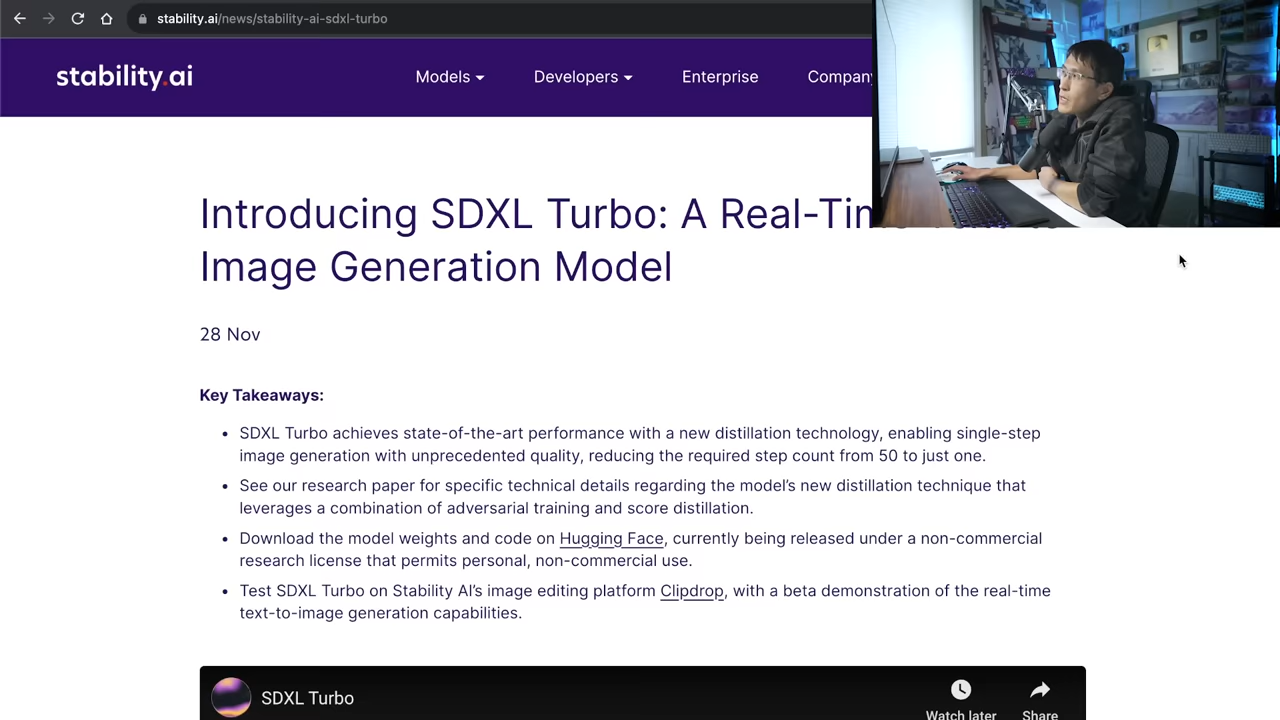 stability.ai/news/stability-ai-sdxl-turbo
stability.ai
Models
Developers
Enterprise
Company
Introducing SDXL Turbo: A
Image Generation Model
28 Nov
Key Takeaways:
• SDXL Turbo achieves state-of-the-art performance with a new distillation technology, enabling single-step
image generation with unprecedented quality, reducing the required step count from 50 to just one.
• See our research paper for specific technical details regarding the model’s new distillation technique that
leverages a combination of adversarial training and score distillation.
• Download the model weights and code on Hugging Face, currently being released under a non-commercial
research license that permits personal, non-commercial use.
• Test SDXL Turbo on Stability AI’s image editing platform Clipdrop, with a beta demonstration of the real-time
text-to-image generation capabilities.
SDXL Turbo
Watch later
Share